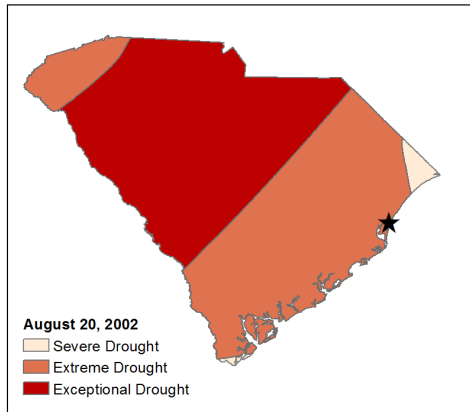 August 20, 2002
Severe Drought
Extreme Drought
Exceptional Drought